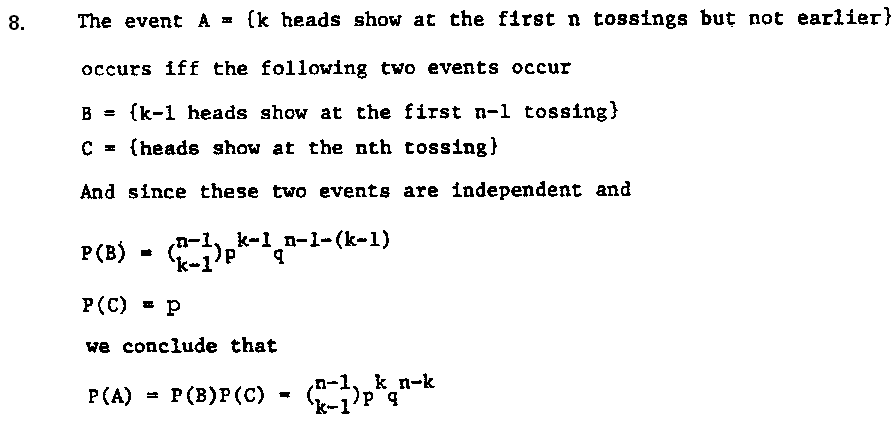 8. The event A = {k heads show at the first n tossings but not earlier}
occurs iff the following two events occur
B = {k-1 heads show at the first n-1 tossing}
C = {heads show at the nth tossing}
And since these two events are independent and
P(B) = (n-1 k-1)p^k-1 q^n-1-(k-1)
P(C) = p
we conclude that
P(A) = P(B)P(C) = (n-1 k-1)p^k q^n-k